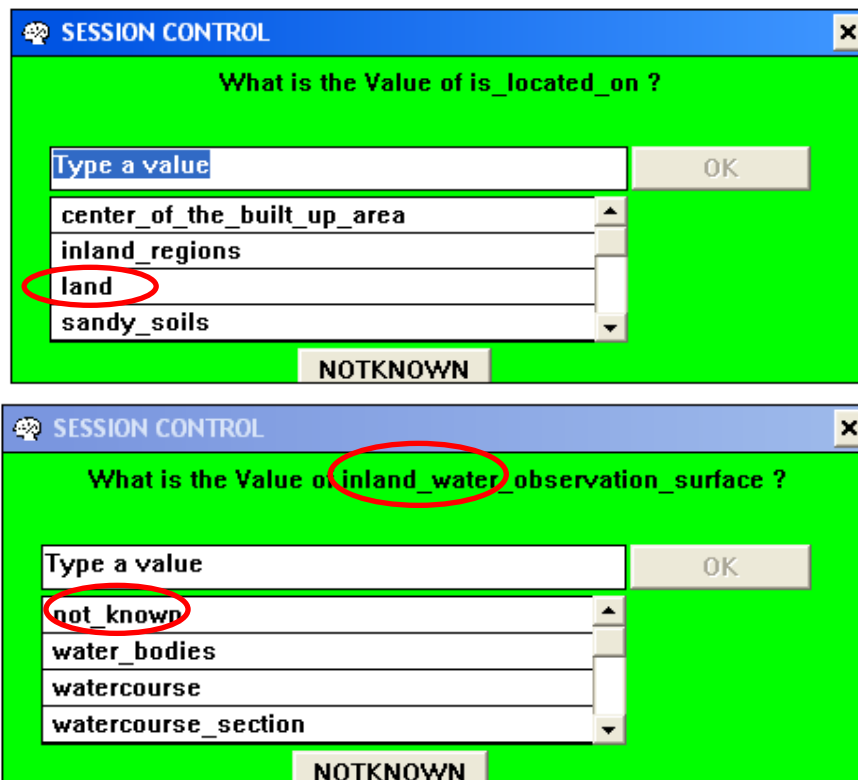 SESSION CONTROL
What is the Value of is_located_on ?
Type a value OK
center_of_the_built_up_area
inland_regions
land
sandy_soils
NOTKNOWN
SESSION CONTROL
What is the Value of inland_water_observation_surface ?
Type a value OK
not_known
water_bodies
watercourse
watercourse_section
NOTKNOWN